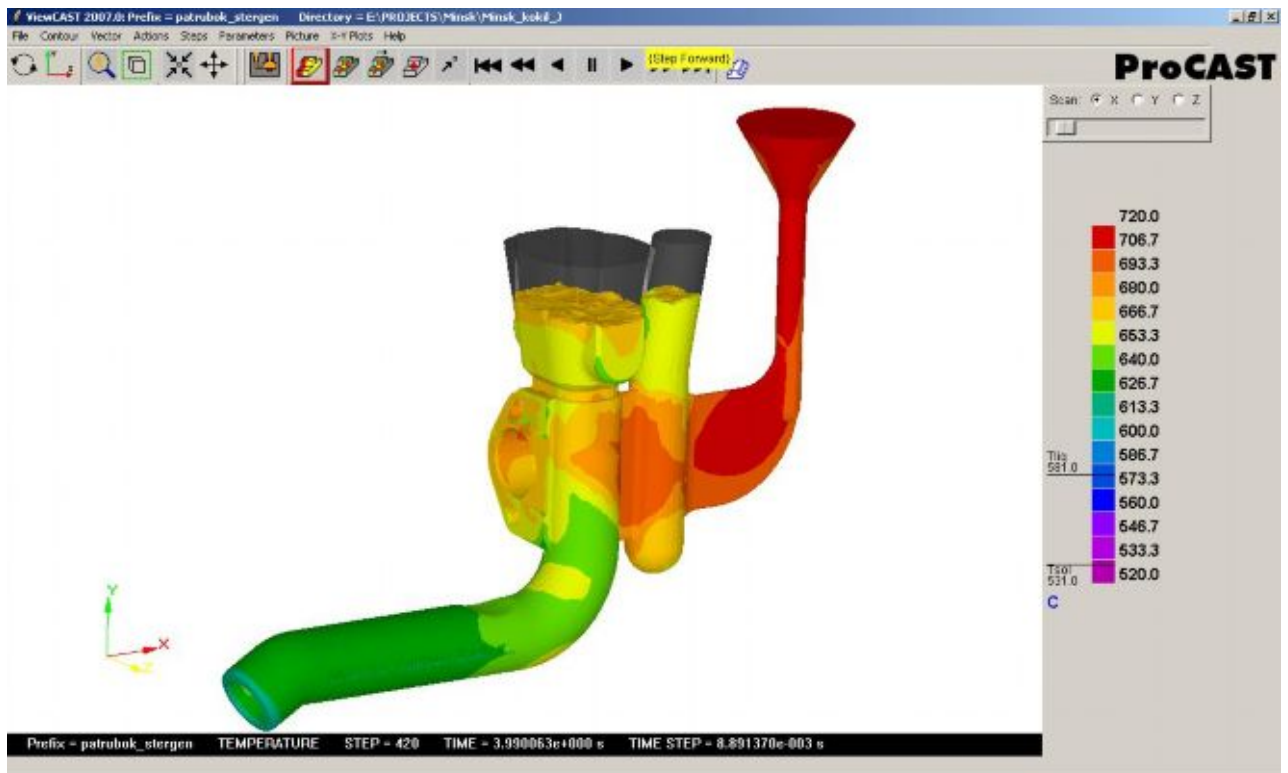 ViewCAST 2007.0: Prefix = patrubok_stergen Directory = E:\PROJECTS\Minsk\Minsk_kokil_)
File Contour Vector Actions Steps Parameters Picture X-Y Plots Help
(Step Forward)
ProCAST
Scan: X Y Z
720.0
706.7
693.3
680.0
666.7
653.3
640.0
626.7
613.3
600.0
586.7
Tliq
581.0
573.3
560.0
546.7
533.3
Tsol
531.0
520.0
C
Y
X
Z
Prefix = patrubok_stergen TEMPERATURE STEP = 420 TIME = 3.990063e+000 s TIME STEP = 8.891370e-003 s